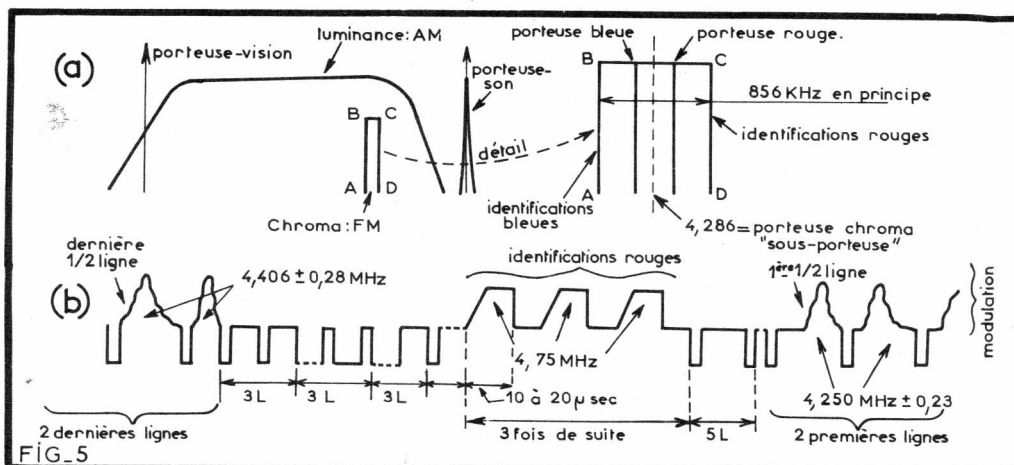 (a)
porteuse-vision
luminance: AM
porteuse-
son
B C
A D
Chroma: FM
détail
porteuse bleue
porteuse rouge.
B C
856 KHz en principe
identifications rouges
A D
identifications
bleues
4,286 = porteuse chroma
"sous-porteuse"
(b)
dernière
1/2 ligne
4,406 ± 0,28 MHz
identifications rouges
1ère 1/2 ligne
modulation
4,75 MHz
3 L
3 L
3 L
10 à 20 µ sec
4,250 MHz ± 0,23
2 dernières lignes
3 fois de suite
5 L
2 premières lignes
FIG_5